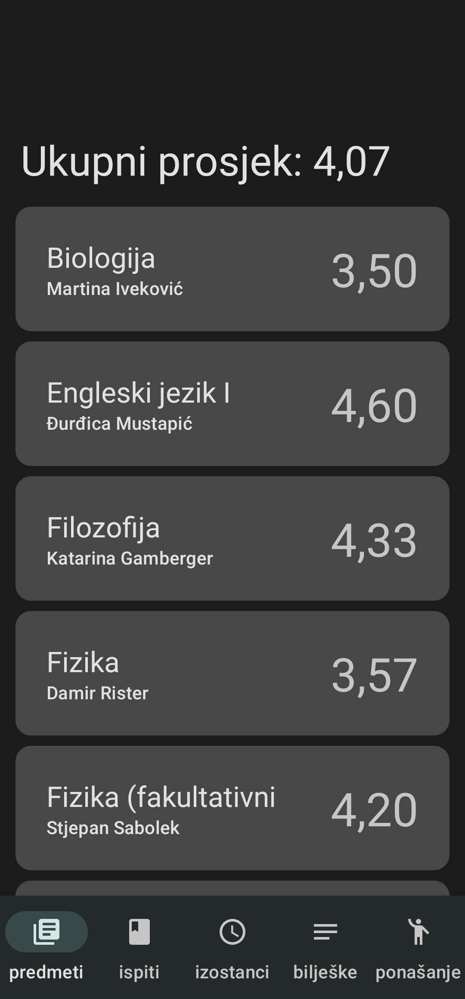 Ukupni prosjek: 4,07
Biologija
Martina Iveković
3,50
Engleski jezik I
Đurđica Mustapić
4,60
Filozofija
Katarina Gamberger
4,33
Fizika
Damir Rister
3,57
Fizika (fakultativni
Stjepan Sabolek
4,20
predmeti
ispiti
izostanci
bilješke
ponašanje